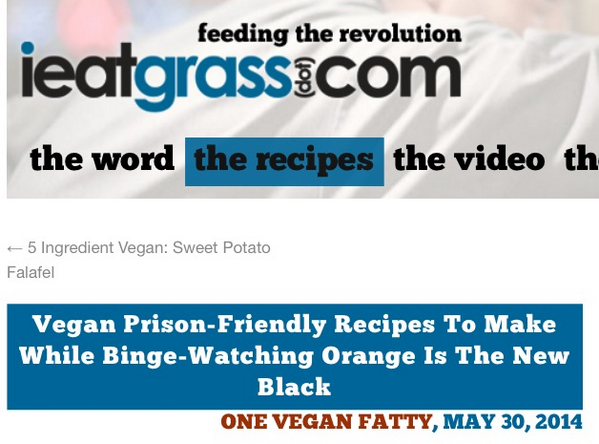 feeding the revolution
ieatgrass(dot)com
the word the recipes the video th
← 5 Ingredient Vegan: Sweet Potato
Falafel
Vegan Prison-Friendly Recipes To Make
While Binge-Watching Orange Is The New
Black
ONE VEGAN FATTY, MAY 30, 2014